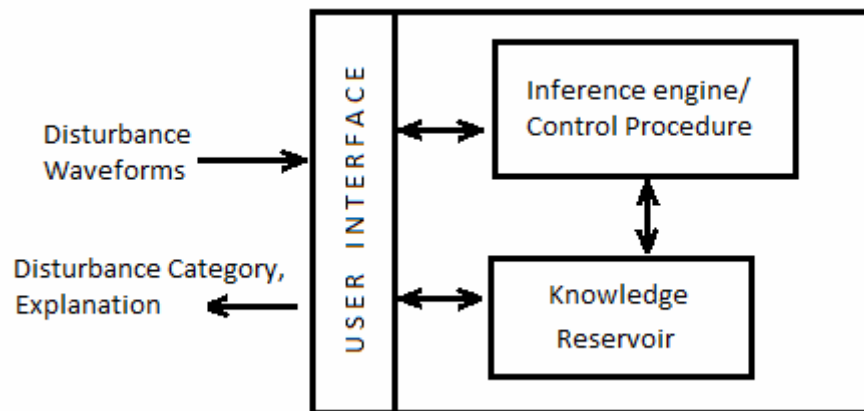 Disturbance
Waveforms
Disturbance Category,
Explanation
USER INTERFACE
Inference engine/
Control Procedure
Knowledge
Reservoir